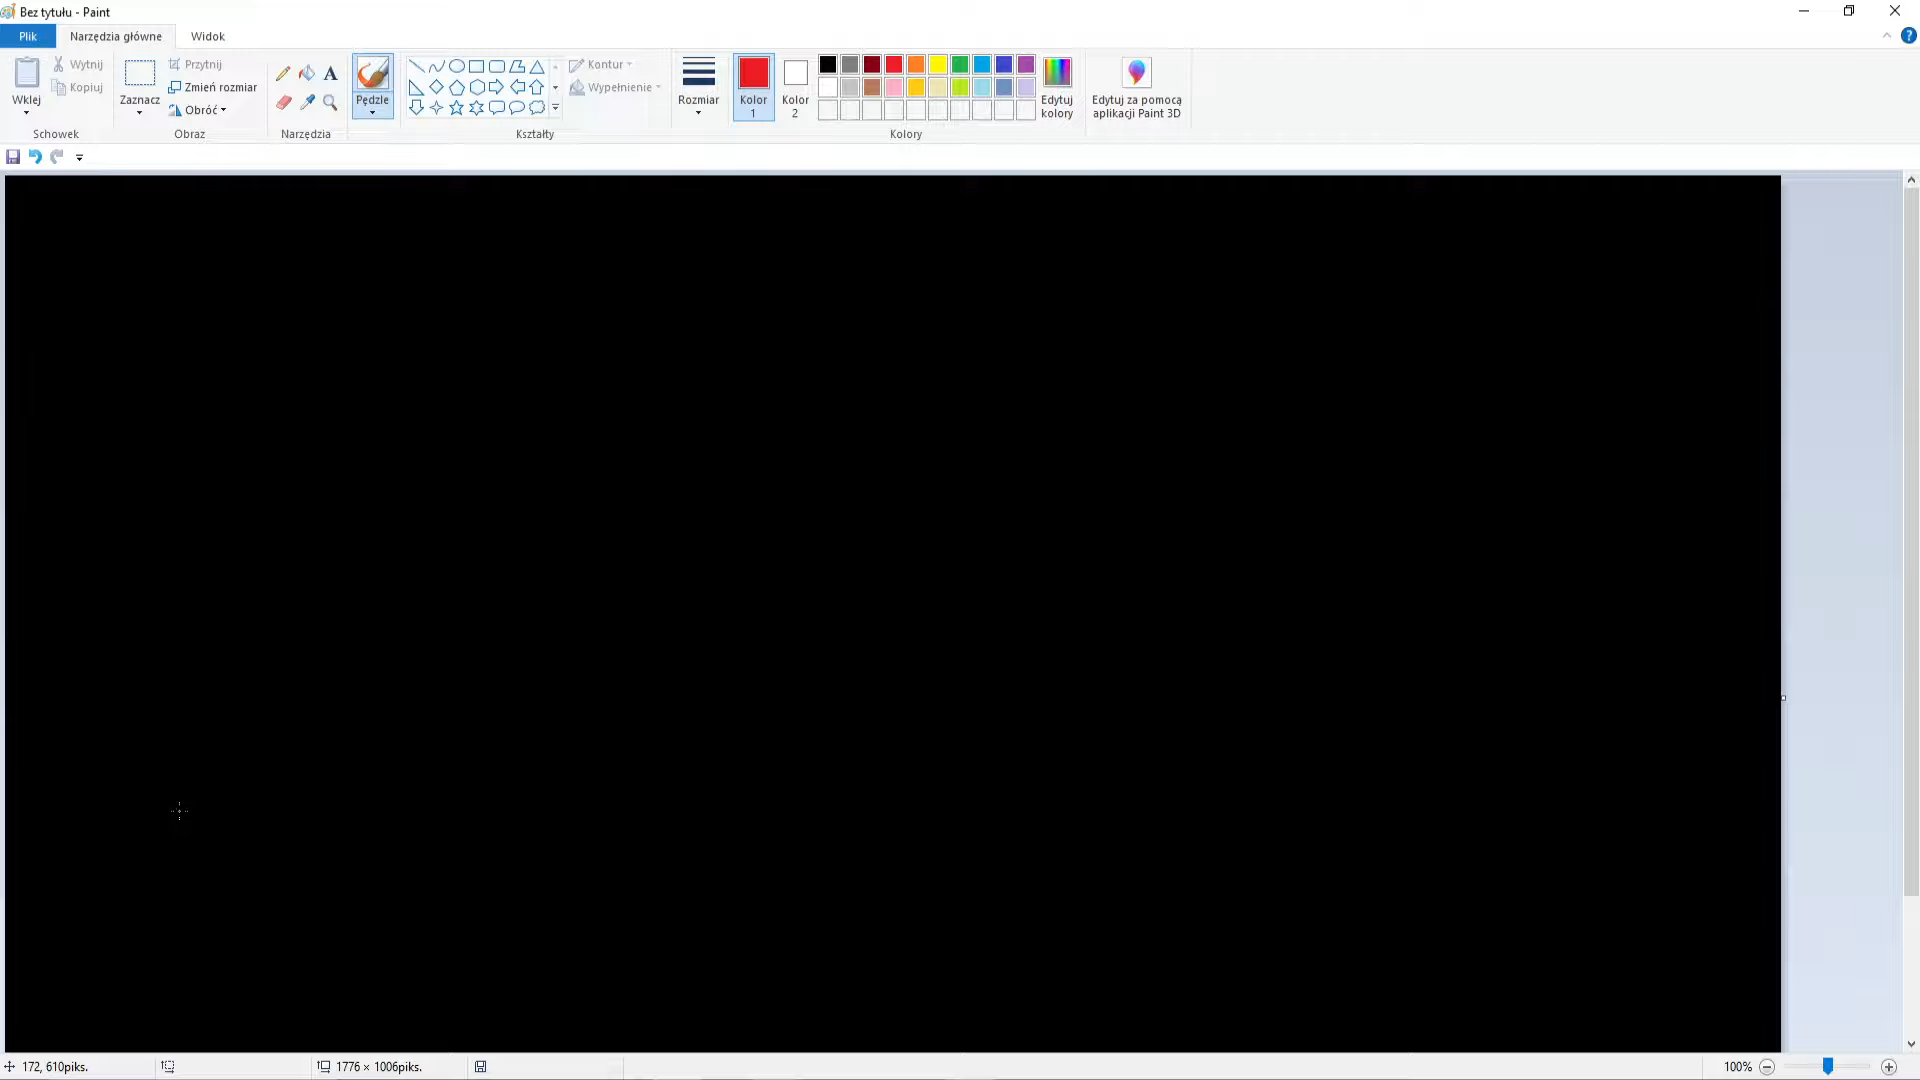 Bez tytułu - Paint
Plik Narzędzia główne Widok
Wklej
Wytnij
Kopiuj
Schowek
Zaznacz
Przytnij
Zmień rozmiar
Obróć
Obraz
A
Narzędzia
Pędzle
Kształty
Kontur
Wypełnienie
Rozmiar
Kolor
1
Kolor
2
Kolory
Edytuj
kolory
Edytuj za pomocą
aplikacji Paint 3D
172, 610piks.
1776 × 1006piks.
100%